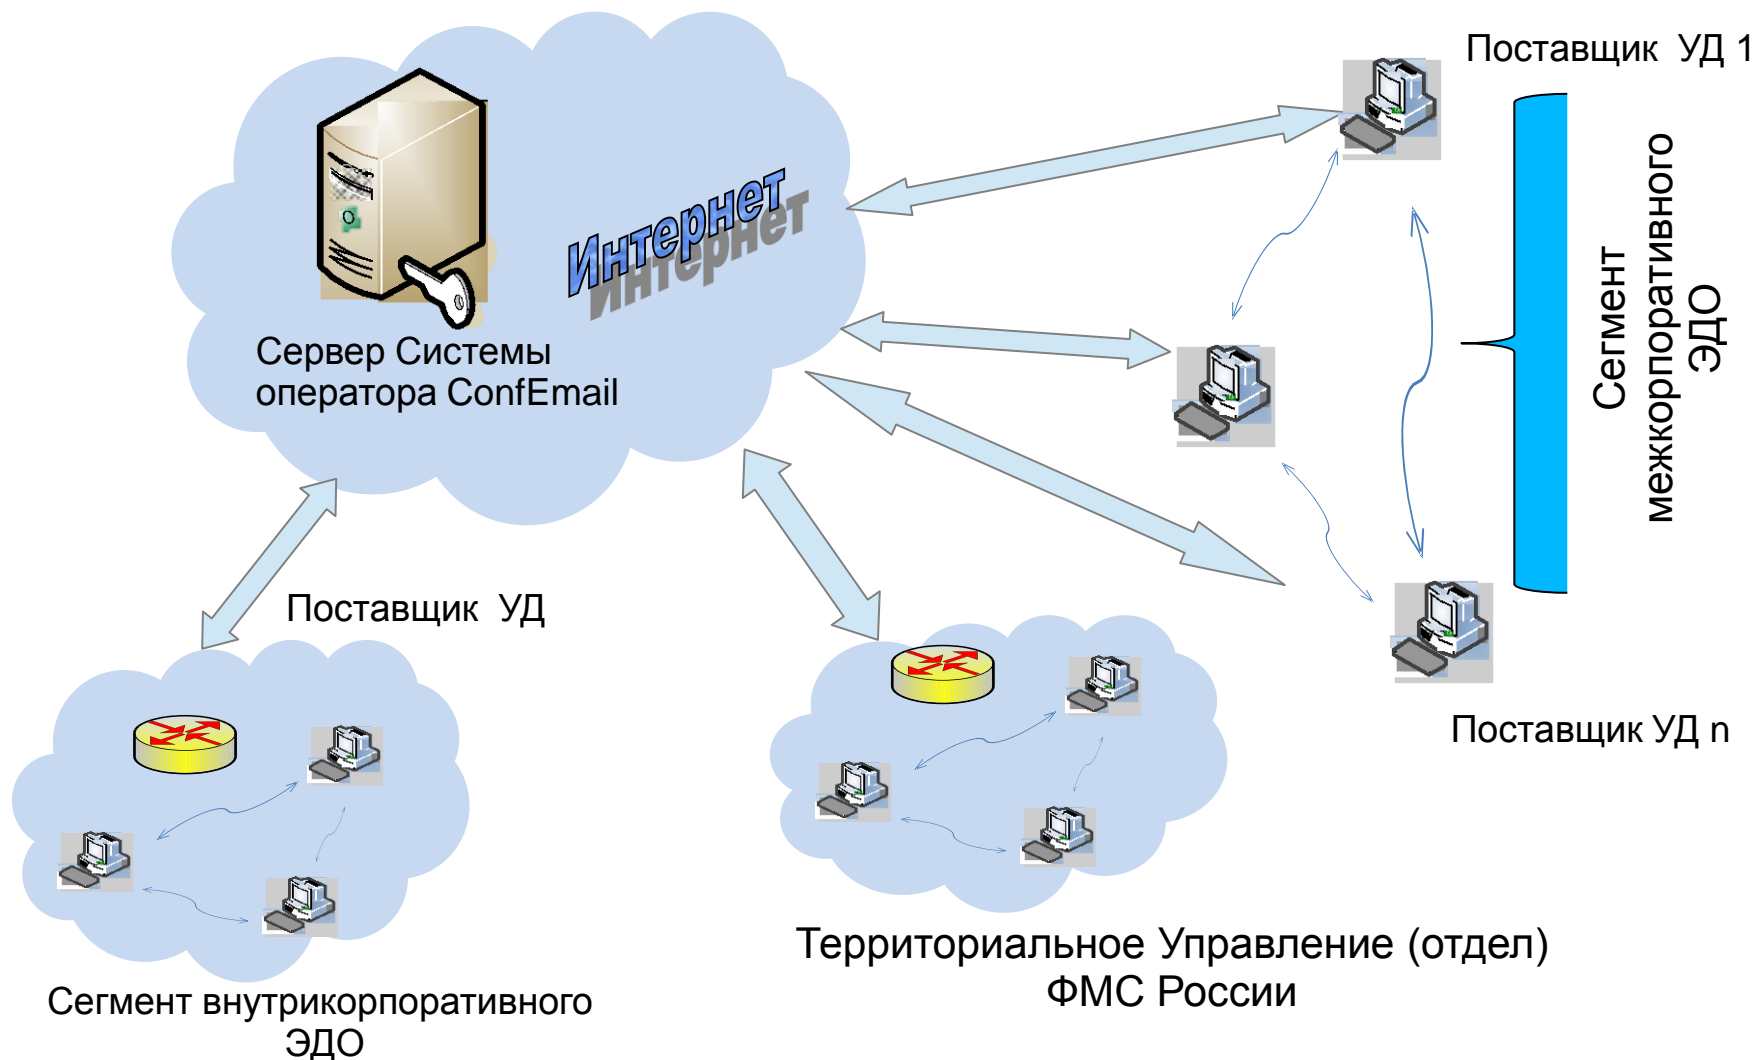 Поставщик УД 1
Интернет
Сервер Системы
оператора ConfEmail
Сегмент
межкорпоративного
ЭДО
Поставщик УД
Поставщик УД n
Территориальное Управление (отдел)
ФМС России
Сегмент внутрикорпоративного
ЭДО